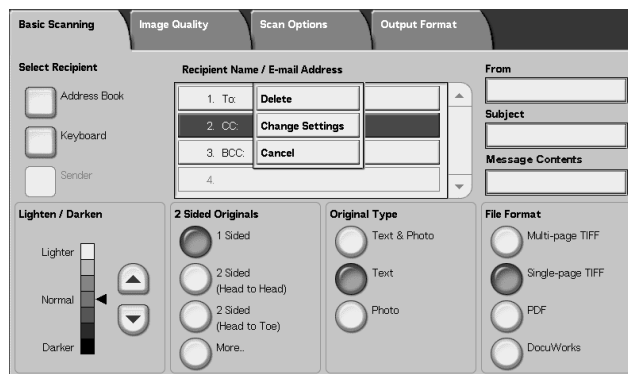 Basic Scanning
Image Quality
Scan Options
Output Format
Select Recipient
Address Book
Keyboard
Sender
Recipient Name / E-mail Address
1. To:
2. CC:
3. BCC:
4.
Delete
Change Settings
Cancel
From
Subject
Message Contents
Lighten / Darken
Lighter
Normal
Darker
2 Sided Originals
1 Sided
2 Sided
(Head to Head)
2 Sided
(Head to Toe)
More..
Original Type
Text & Photo
Text
Photo
File Format
Multi-page TIFF
Single-page TIFF
PDF
DocuWorks